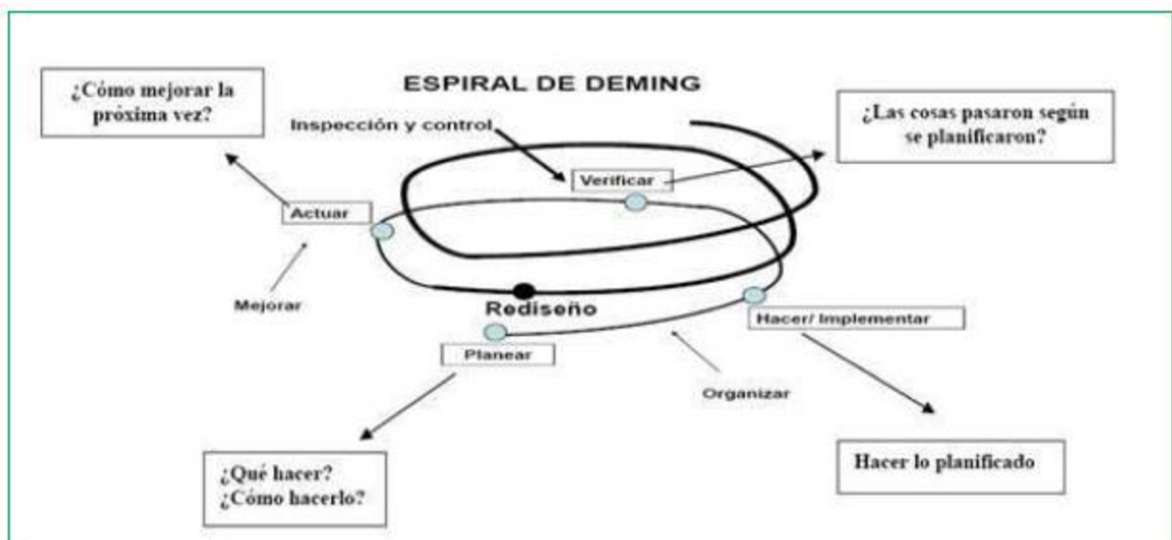 ESPIRAL DE DEMING
¿Cómo mejorar la
próxima vez?
Inspección y control
¿Las cosas pasaron según
se planificaron?
Verificar
Actuar
Mejorar
Rediseño
Hacer/ Implementar
Planear
Organizar
¿Qué hacer?
¿Cómo hacerlo?
Hacer lo planificado